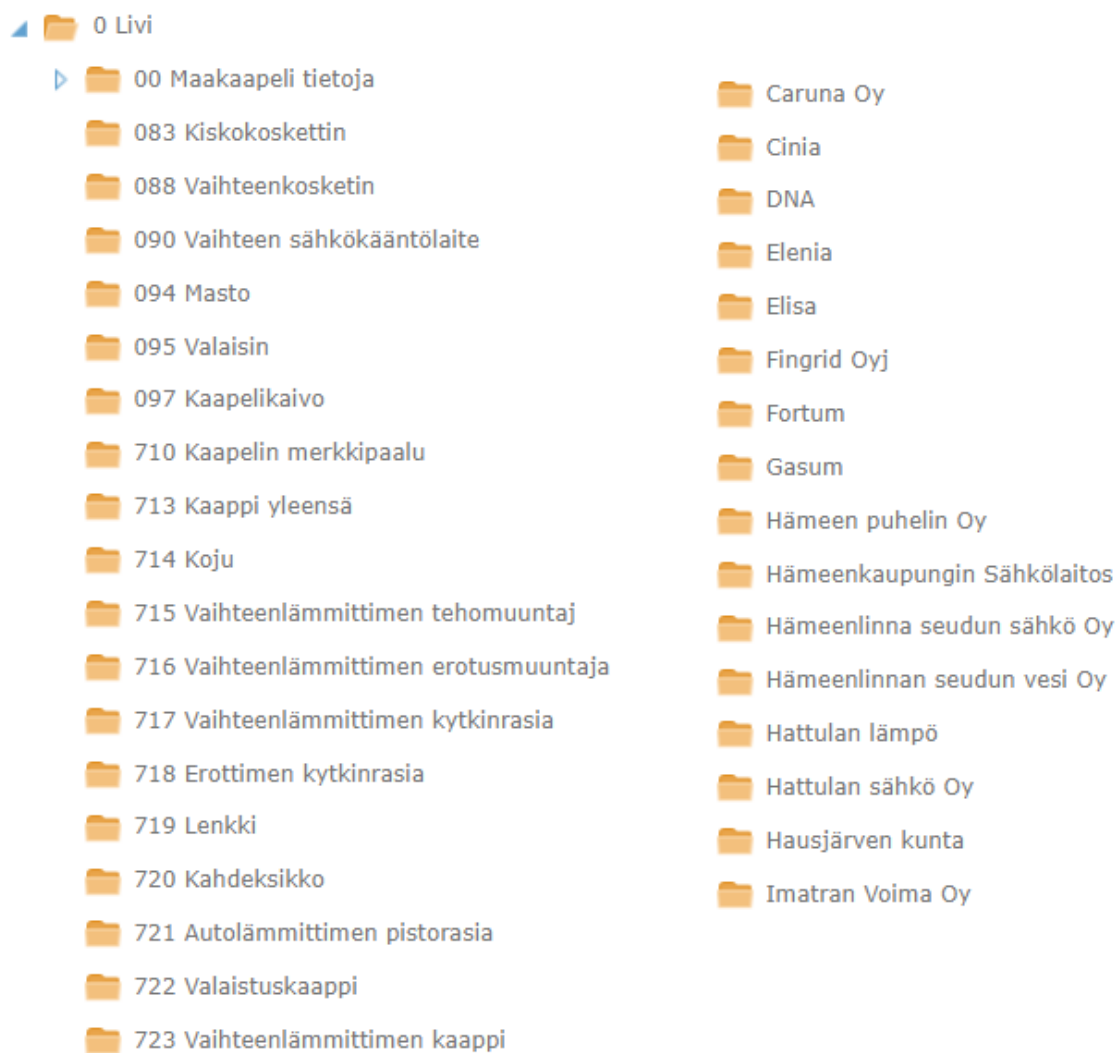 0 Livi
00 Maakaapeli tietoja
083 Kiskokoskettin
088 Vaihteenkosketin
090 Vaihteen sähkökääntölaite
094 Masto
095 Valaisin
097 Kaapelikaivo
710 Kaapelin merkkipaalu
713 Kaappi yleensä
714 Koju
715 Vaihteenlämmittimen tehomuuntaj
716 Vaihteenlämmittimen erotusmuuntaja
717 Vaihteenlämmittimen kytkinrasia
718 Erottimen kytkinrasia
719 Lenkki
720 Kahdeksikko
721 Autolämmittimen pistorasia
722 Valaistuskaappi
723 Vaihteenlämmittimen kaappi
Caruna Oy
Cinia
DNA
Elenia
Elisa
Fingrid Oyj
Fortum
Gasum
Hämeen puhelin Oy
Hämeenkaupungin Sähkölaitos
Hämeenlinna seudun sähkö Oy
Hämeenlinnan seudun vesi Oy
Hattulan lämpö
Hattulan sähkö Oy
Hausjärven kunta
Imatran Voima Oy